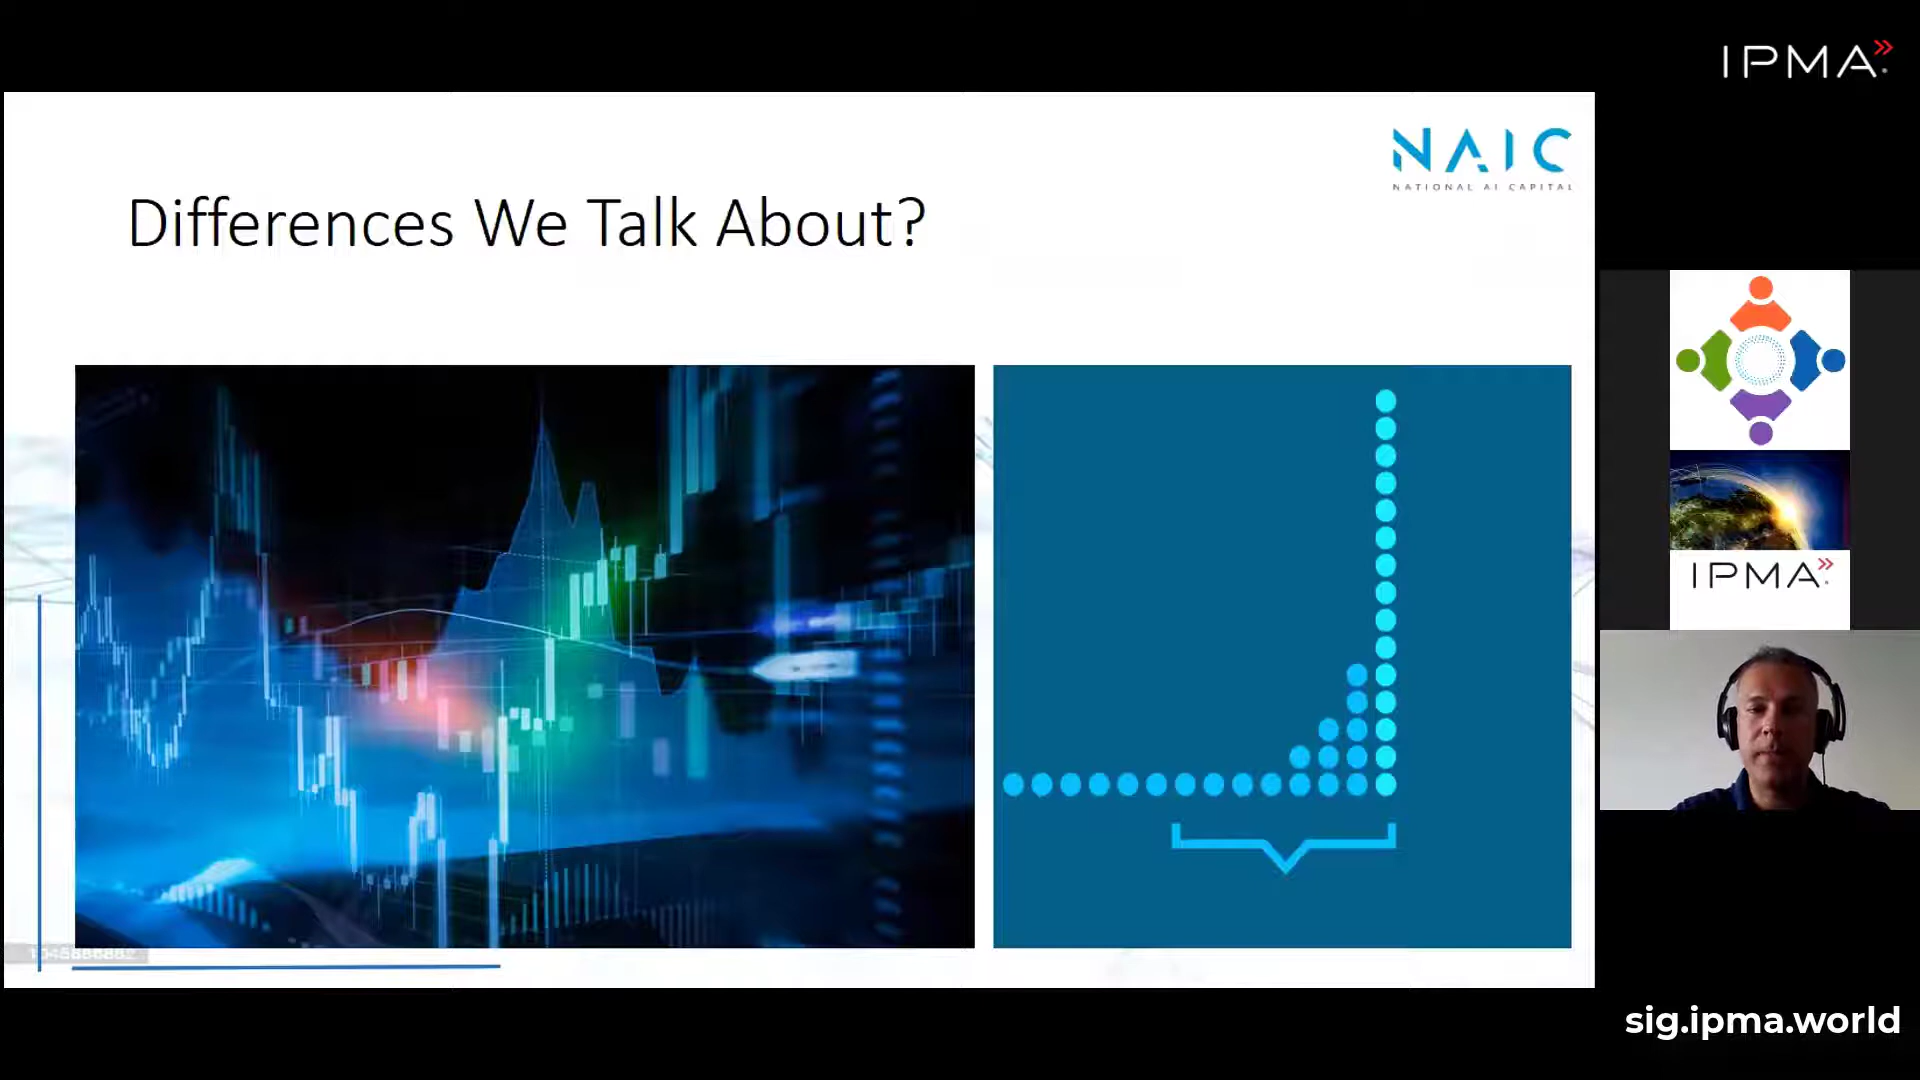 IPMA
NAIC
NATIONAL AI CAPITAL
Differences We Talk About?
IPMA
sig.ipma.world